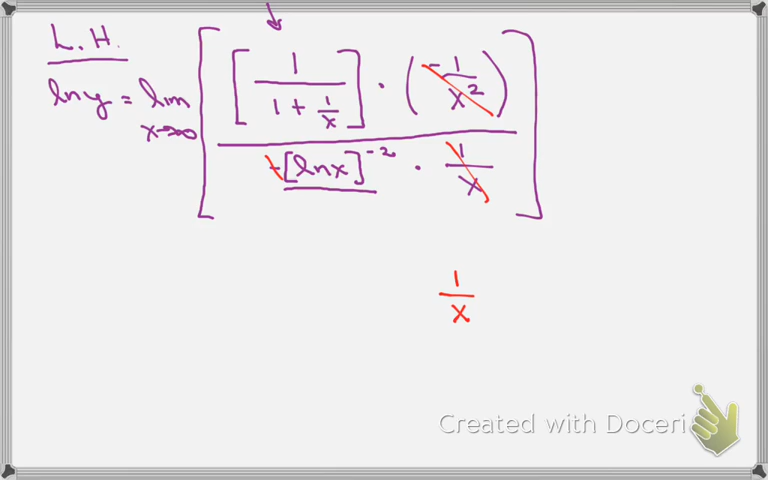 L.H.
ln y = lim x→∞ [ [ 1 / (1 + 1/x) ] · ( -1/x² ) / ( -[ln x]⁻² · 1/x ) ]
1/x
Created with Doceri